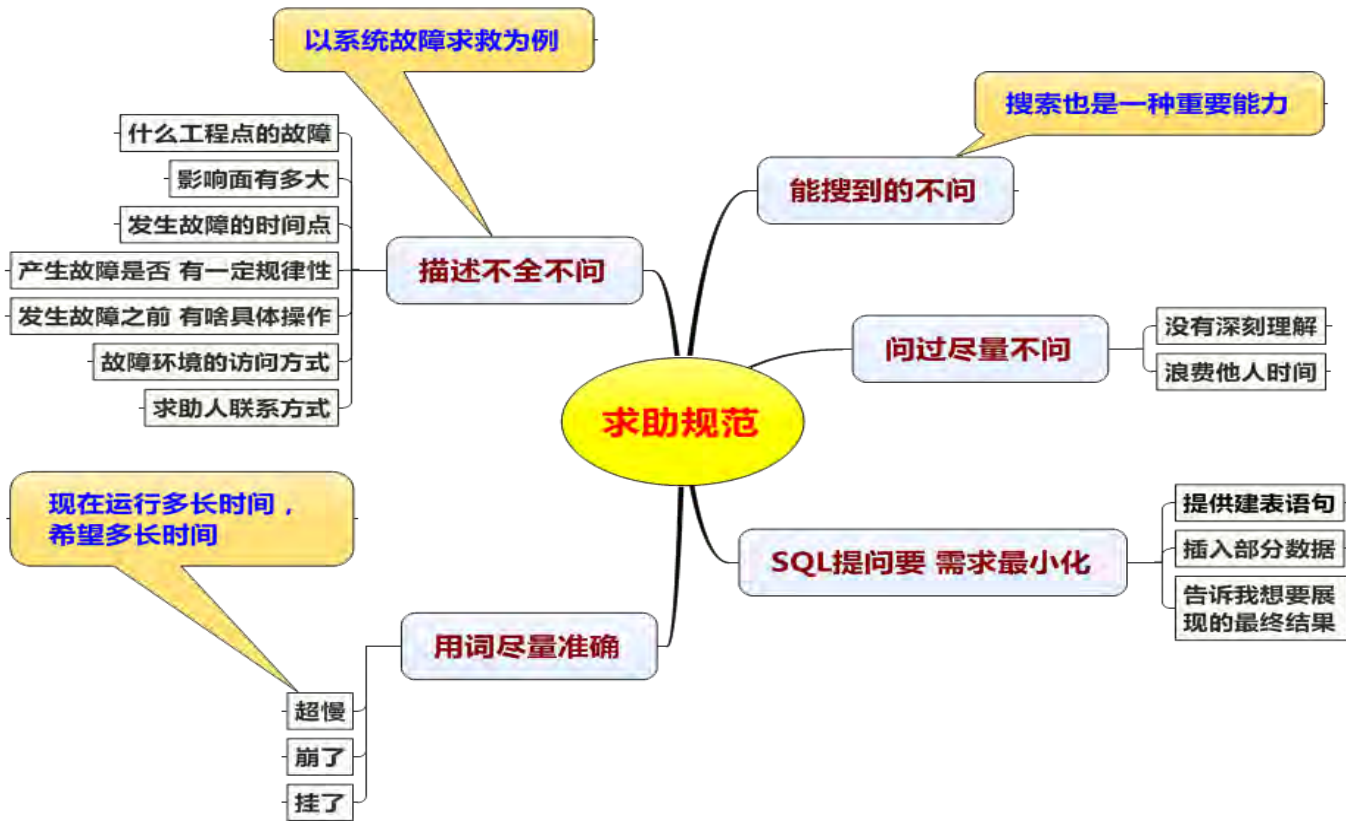 以系统故障求救为例
搜索也是一种重要能力
什么工程点的故障
影响面有多大
发生故障的时间点
产生故障是否 有一定规律性
发生故障之前 有啥具体操作
故障环境的访问方式
求助人联系方式
描述不全不问
能搜到的不问
问过尽量不问
没有深刻理解
浪费他人时间
求助规范
现在运行多长时间，
希望多长时间
SQL提问要 需求最小化
提供建表语句
插入部分数据
告诉我想要展
现的最终结果
用词尽量准确
超慢
崩了
挂了